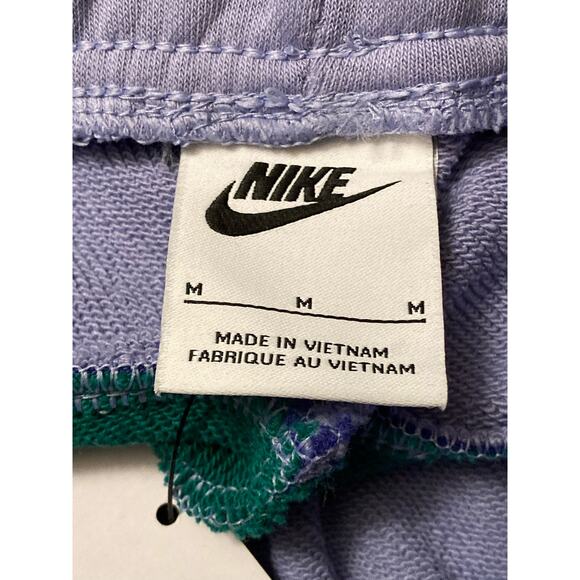 NIKE
M M M
MADE IN VIETNAM
FABRIQUE AU VIETNAM